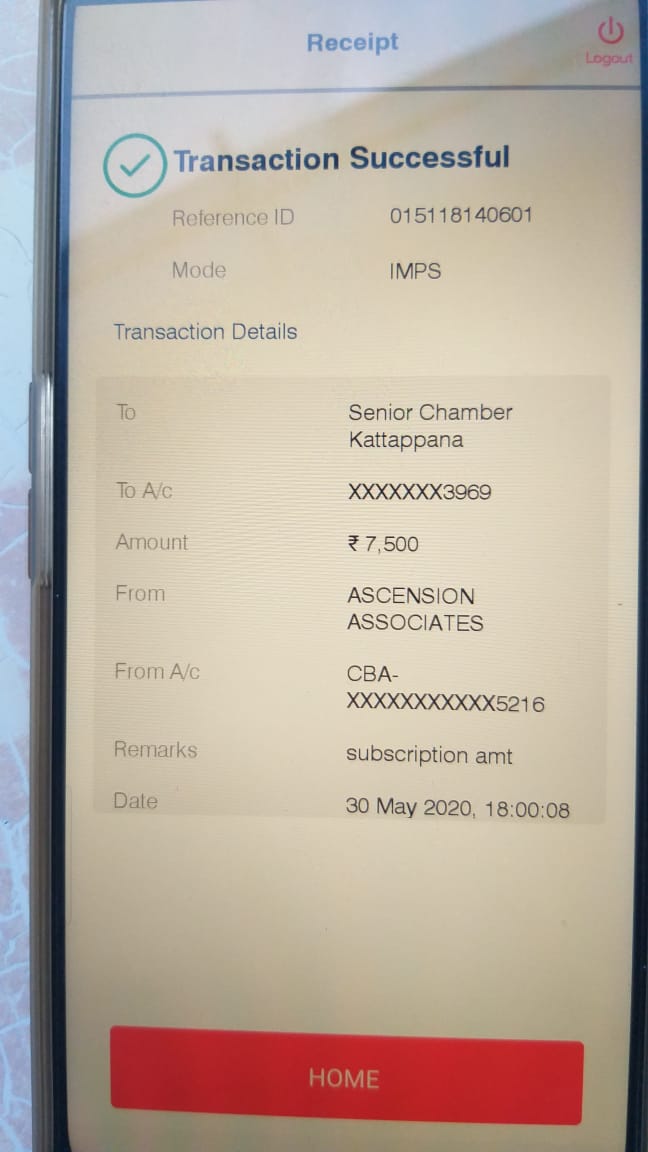 Receipt
Logout
Transaction Successful
Reference ID 015118140601
Mode IMPS
Transaction Details
To Senior Chamber
Kattappana
To A/c XXXXXXX3969
Amount ₹ 7,500
From ASCENSION
ASSOCIATES
From A/c CBA-
XXXXXXXXXXX5216
Remarks subscription amt
Date 30 May 2020, 18:00:08
HOME